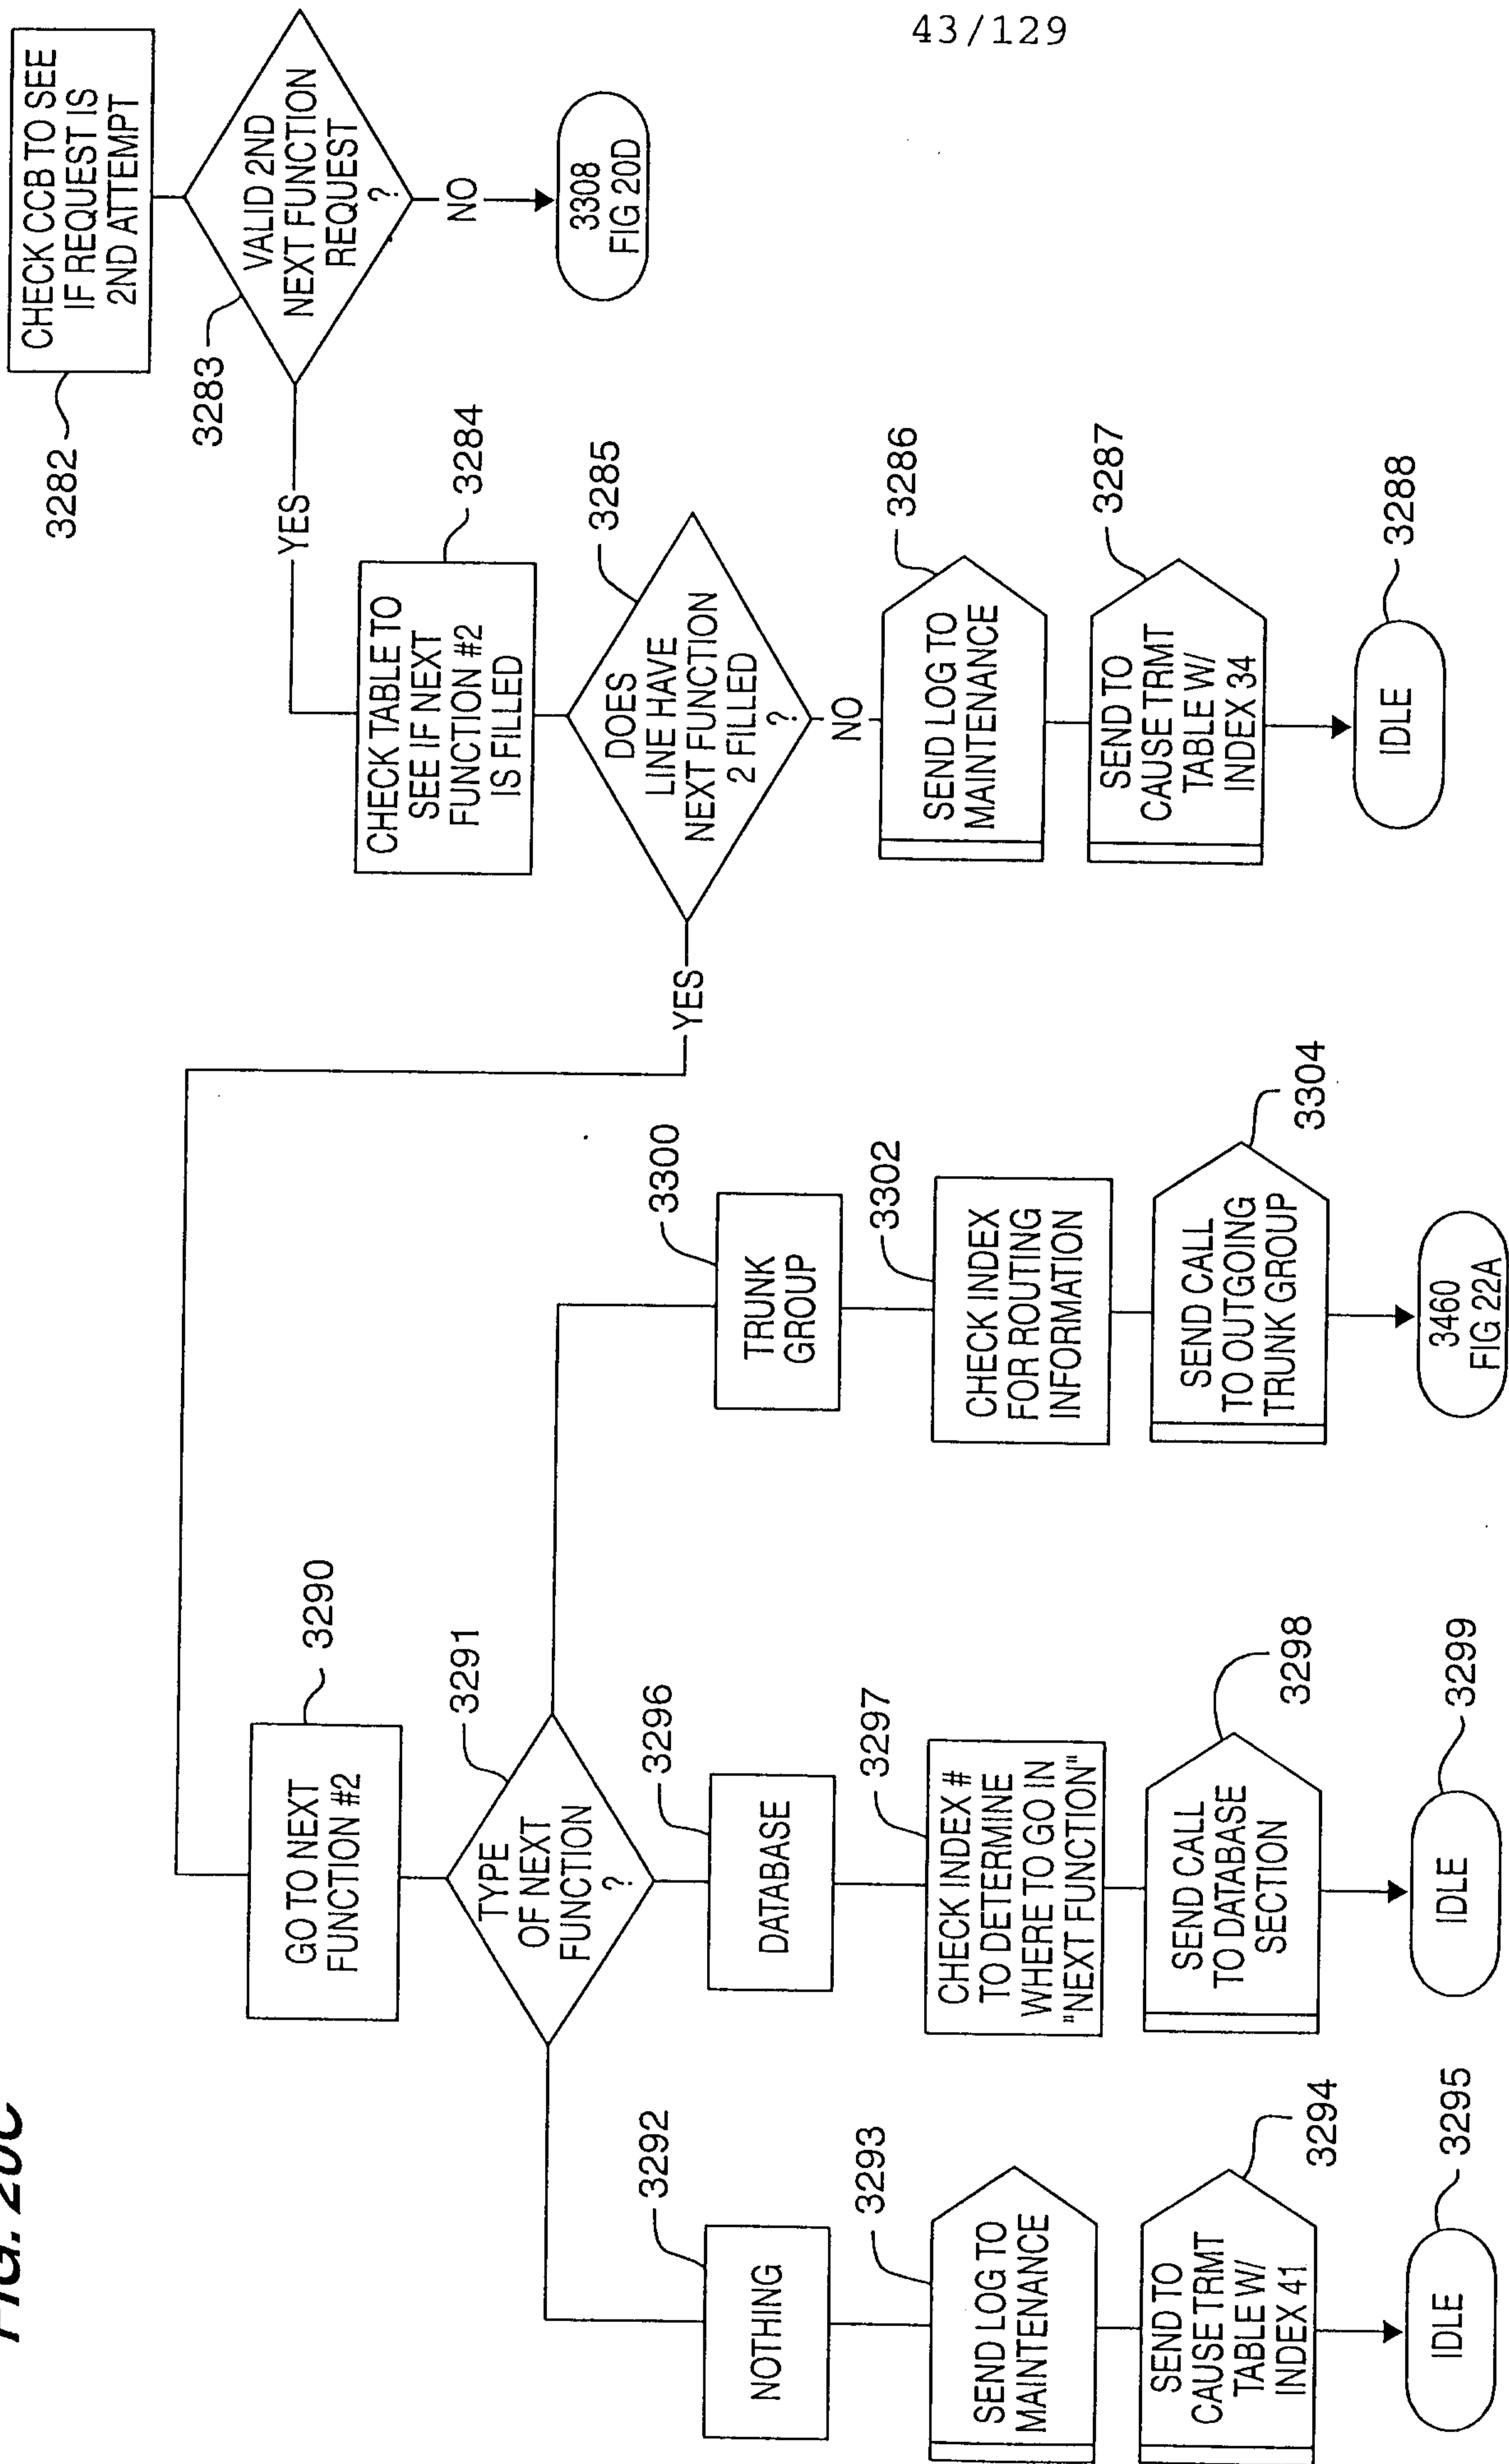 43/129
FIG. 20C
CHECK CCB TO SEE
IF REQUEST IS
2ND ATTEMPT
3282
VALID 2ND
NEXT FUNCTION
REQUEST
?
3283
NO
3308
FIG 20D
YES
CHECK TABLE TO
SEE IF NEXT
FUNCTION #2
IS FILLED
3284
DOES
LINE HAVE
NEXT FUNCTION
2 FILLED
?
3285
NO
SEND LOG TO
MAINTENANCE
3286
SEND TO
CAUSE TRMT
TABLE W/
INDEX 34
3287
IDLE
3288
YES
GO TO NEXT
FUNCTION #2
3290
TYPE
OF NEXT
FUNCTION
?
3291
NOTHING
3292
SEND LOG TO
MAINTENANCE
3293
SEND TO
CAUSE TRMT
TABLE W/
INDEX 41
3294
IDLE
3295
DATABASE
3296
CHECK INDEX #
TO DETERMINE
WHERE TO GO IN
"NEXT FUNCTION"
3297
SEND CALL
TO DATABASE
SECTION
3298
IDLE
3299
TRUNK
GROUP
3300
CHECK INDEX
FOR ROUTING
INFORMATION
3302
SEND CALL
TO OUTGOING
TRUNK GROUP
3304
3460
FIG 22A